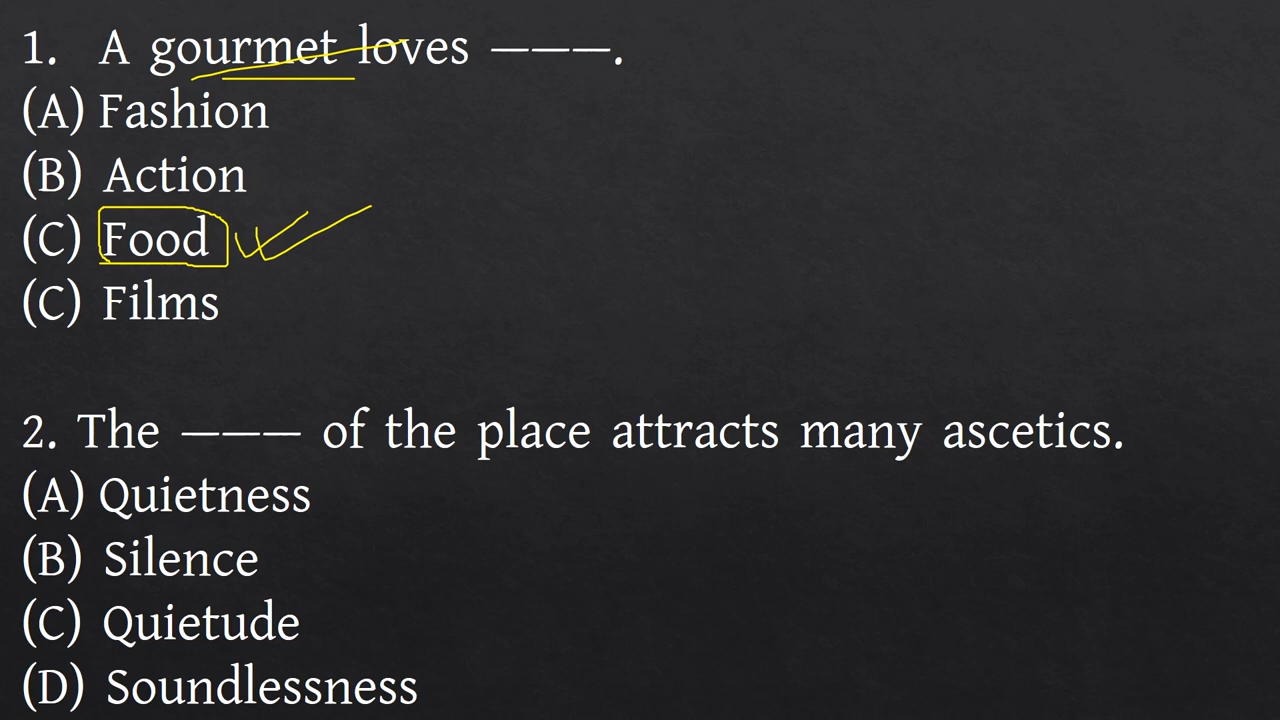 1. A gourmet loves ———.
(A) Fashion
(B) Action
(C) Food
(C) Films
2. The ——— of the place attracts many ascetics.
(A) Quietness
(B) Silence
(C) Quietude
(D) Soundlessness